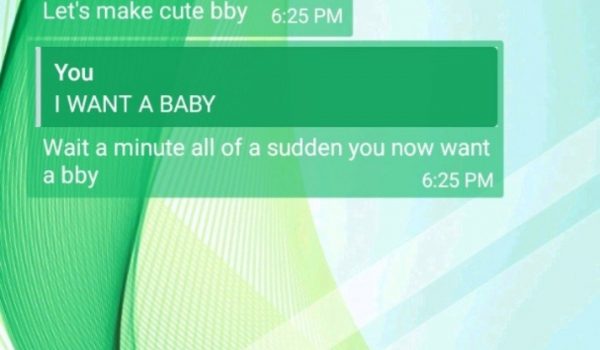 Let's make cute bby 6:25 PM
You
I WANT A BABY
Wait a minute all of a sudden you now want
a bby 6:25 PM